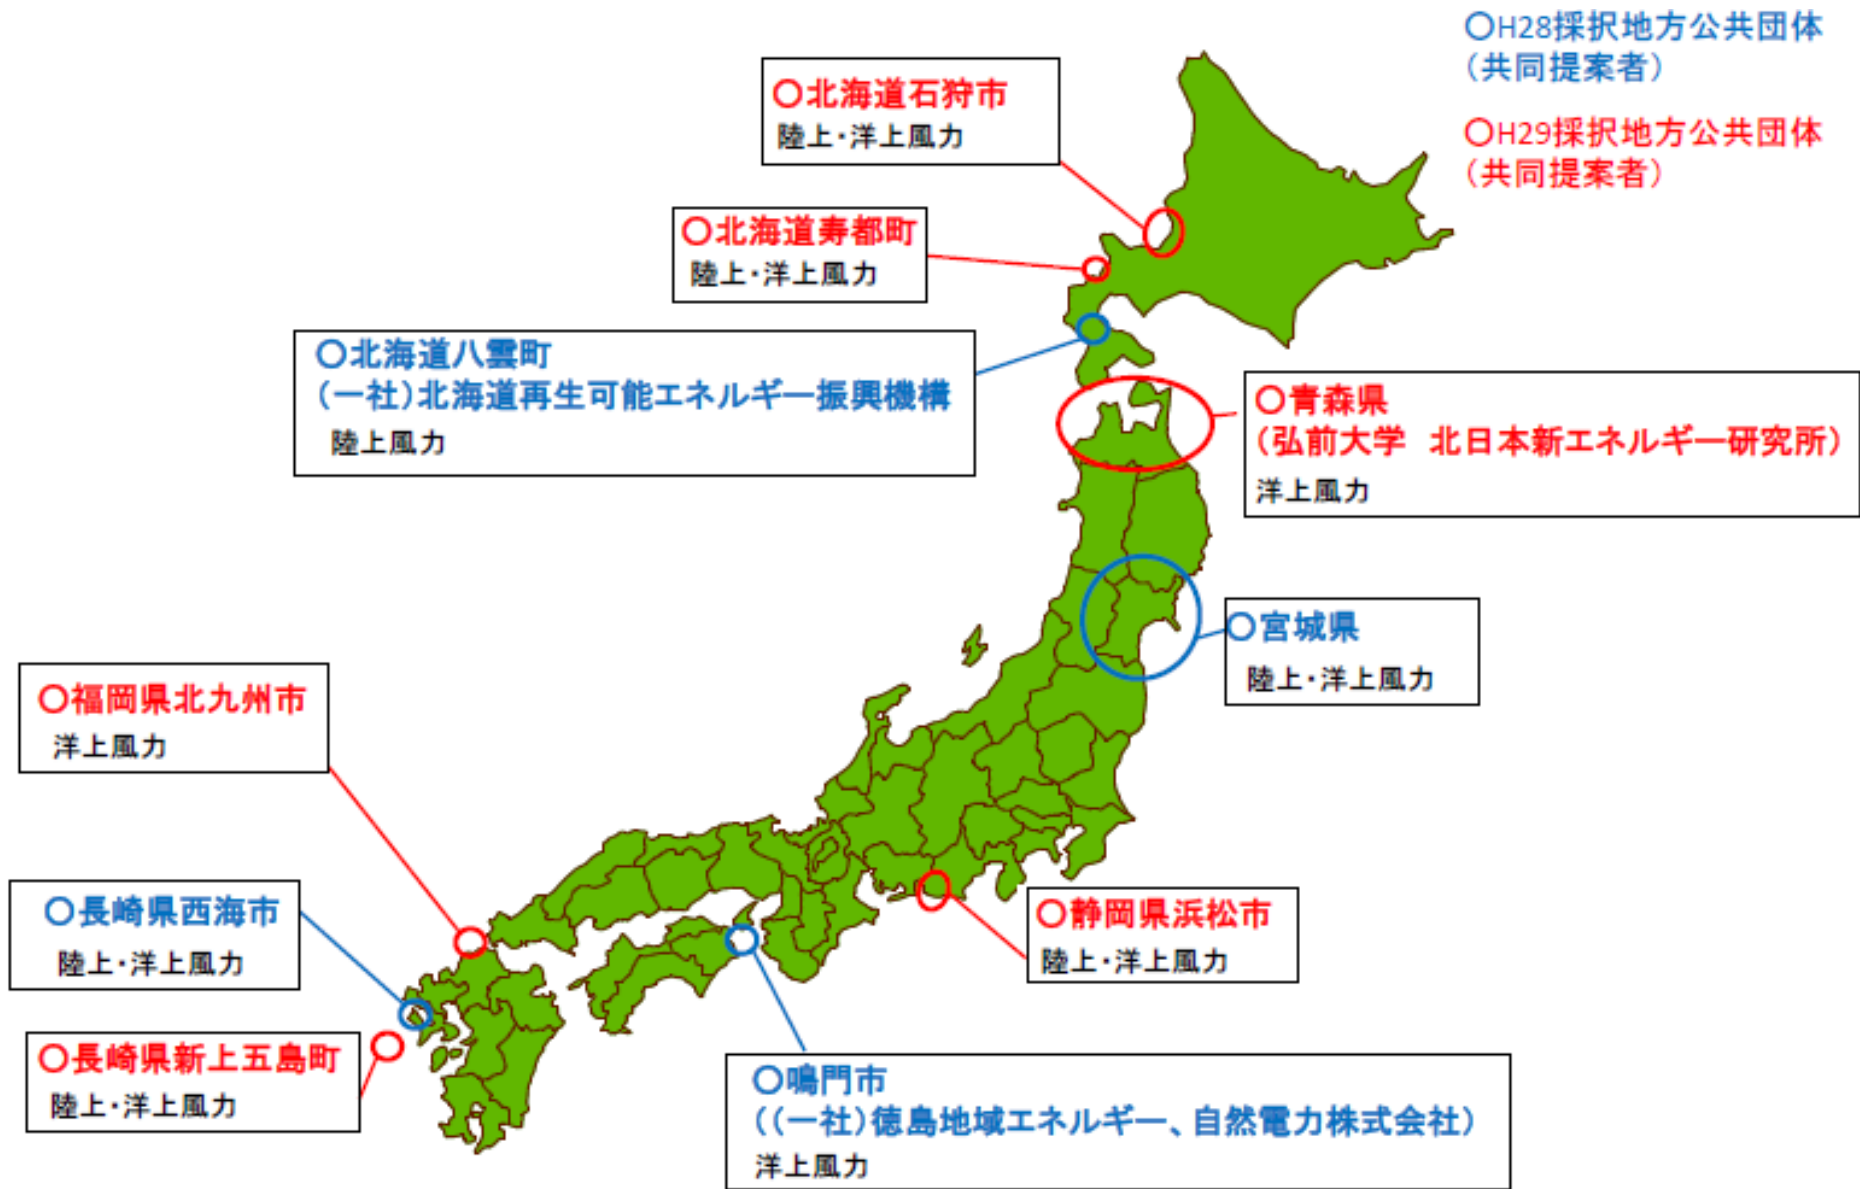 ○H28採択地方公共団体
（共同提案者）
○H29採択地方公共団体
（共同提案者）
○北海道石狩市
陸上・洋上風力
○北海道寿都町
陸上・洋上風力
○北海道八雲町
（一社）北海道再生可能エネルギー振興機構
陸上風力
○青森県
（弘前大学　北日本新エネルギー研究所）
洋上風力
○宮城県
陸上・洋上風力
○福岡県北九州市
洋上風力
○長崎県西海市
陸上・洋上風力
○静岡県浜松市
陸上・洋上風力
○長崎県新上五島町
陸上・洋上風力
○鳴門市
（（一社）徳島地域エネルギー、自然電力株式会社）
洋上風力